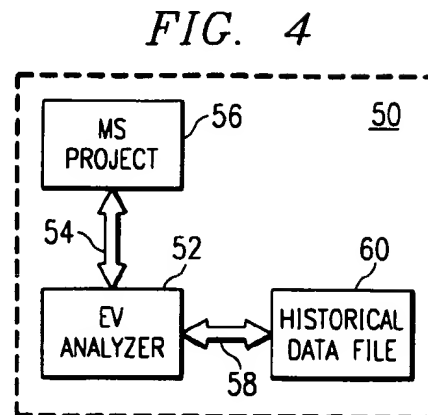 FIG. 4
MS
PROJECT
56
50
54
52
60
EV
ANALYZER
HISTORICAL
DATA FILE
58